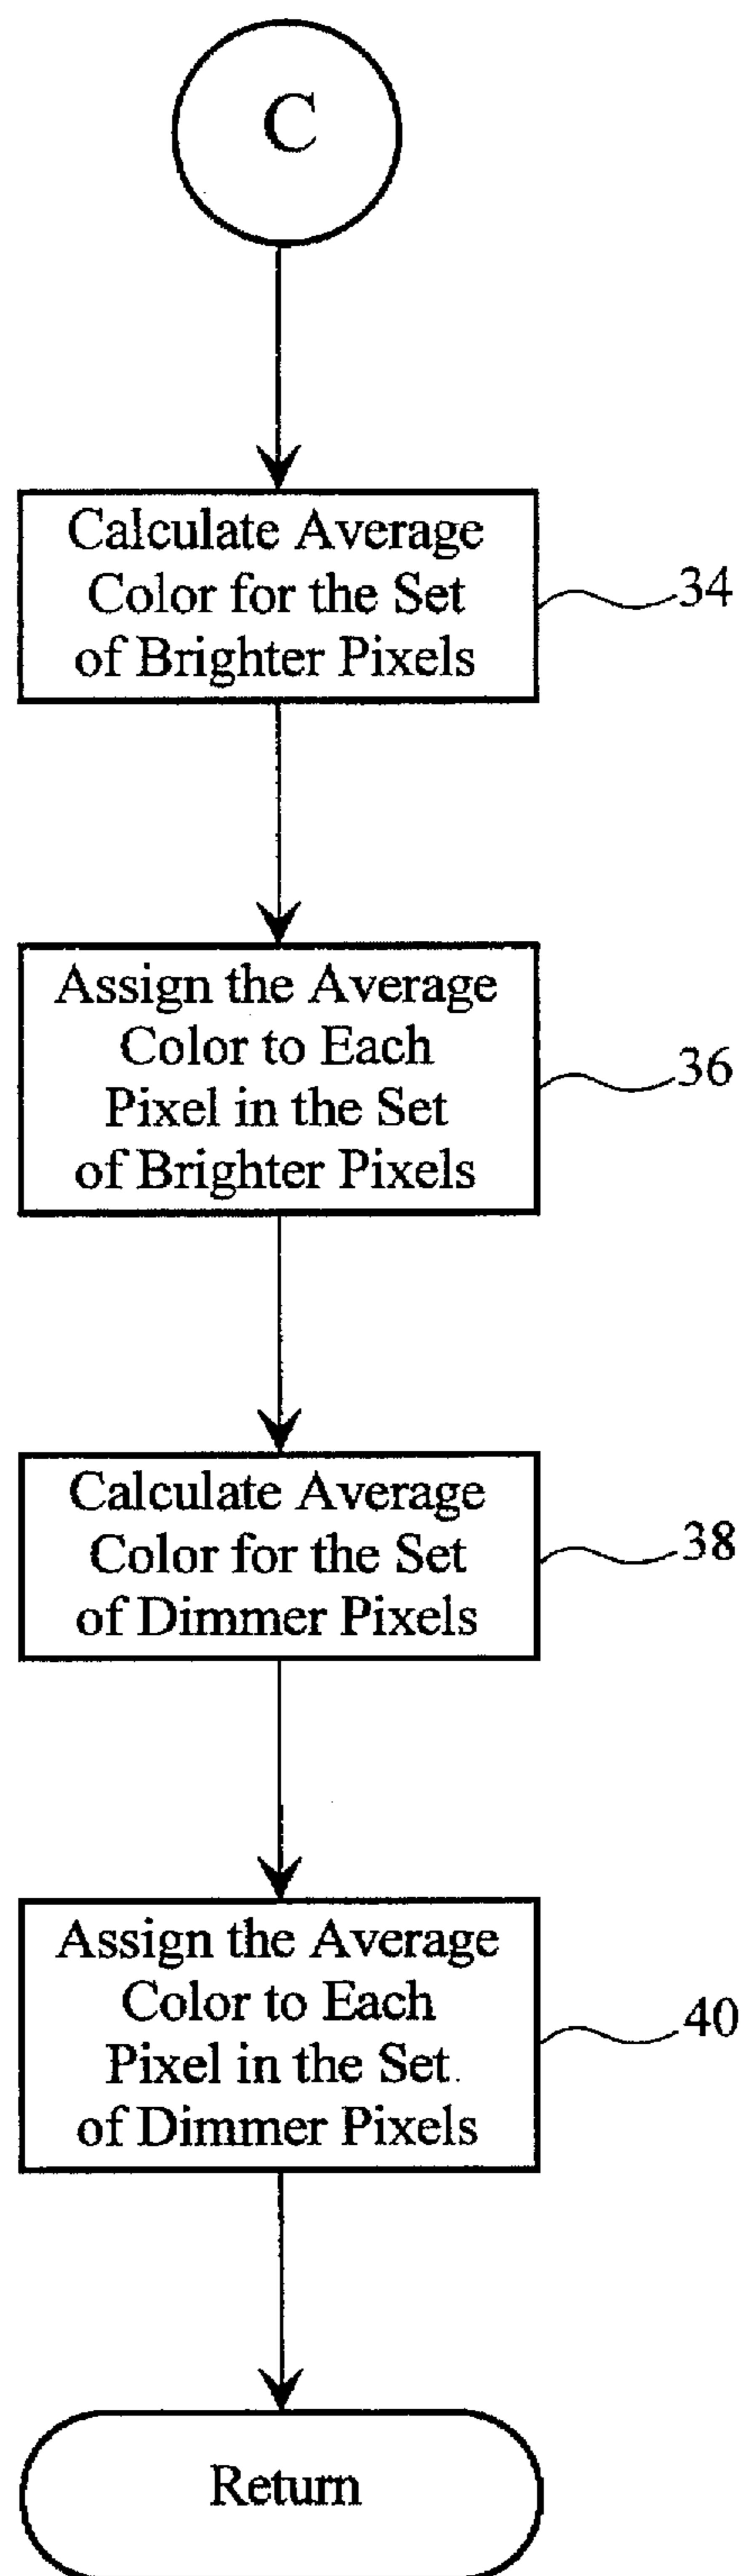 C
Calculate Average
Color for the Set
of Brighter Pixels
34
Assign the Average
Color to Each
Pixel in the Set
of Brighter Pixels
36
Calculate Average
Color for the Set
of Dimmer Pixels
38
Assign the Average
Color to Each
Pixel in the Set
of Dimmer Pixels
40
Return